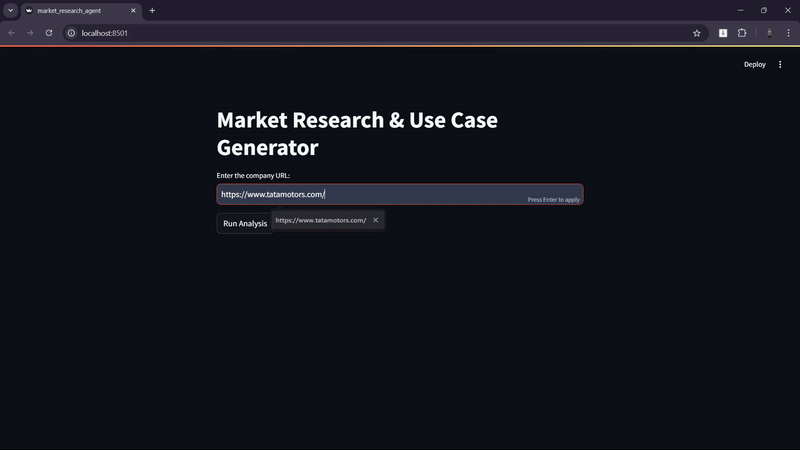 market_research_agent
localhost:8501
Deploy
Market Research & Use Case
Generator
Enter the company URL:
https://www.tatamotors.com/
Press Enter to apply
Run Analysis
https://www.tatamotors.com/